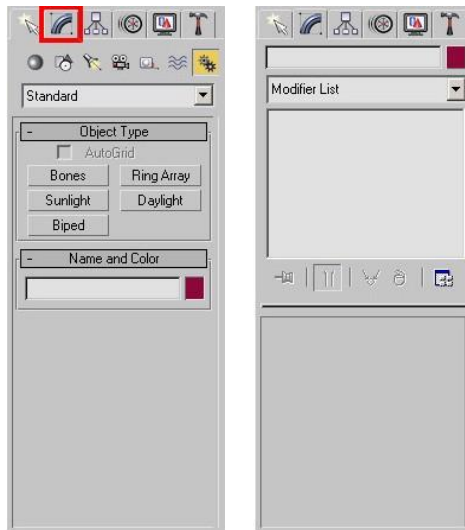 Standard
- Object Type
AutoGrid
Bones Ring Array
Sunlight Daylight
Biped
- Name and Color
Modifier List